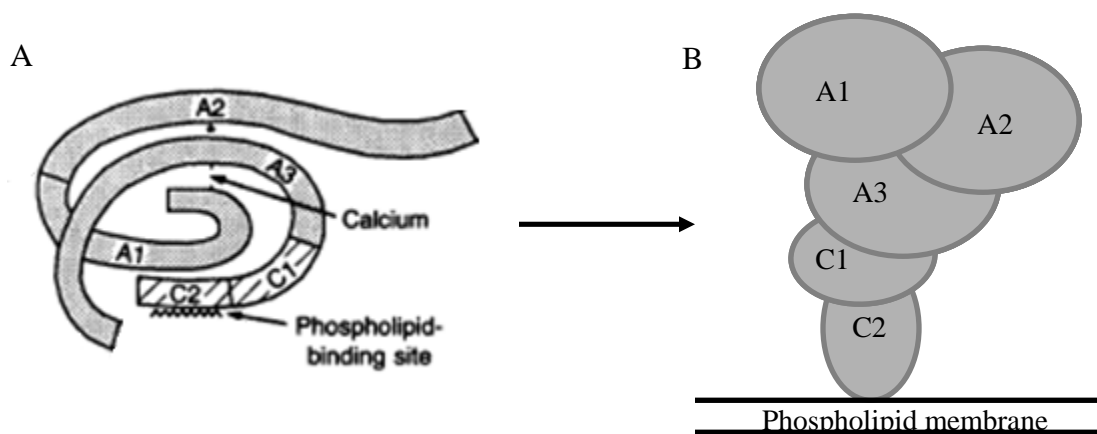 A
A2
A3
Calcium
A1
C1
C2
Phospholipid-
binding site
B
A1
A2
A3
C1
C2
Phospholipid membrane